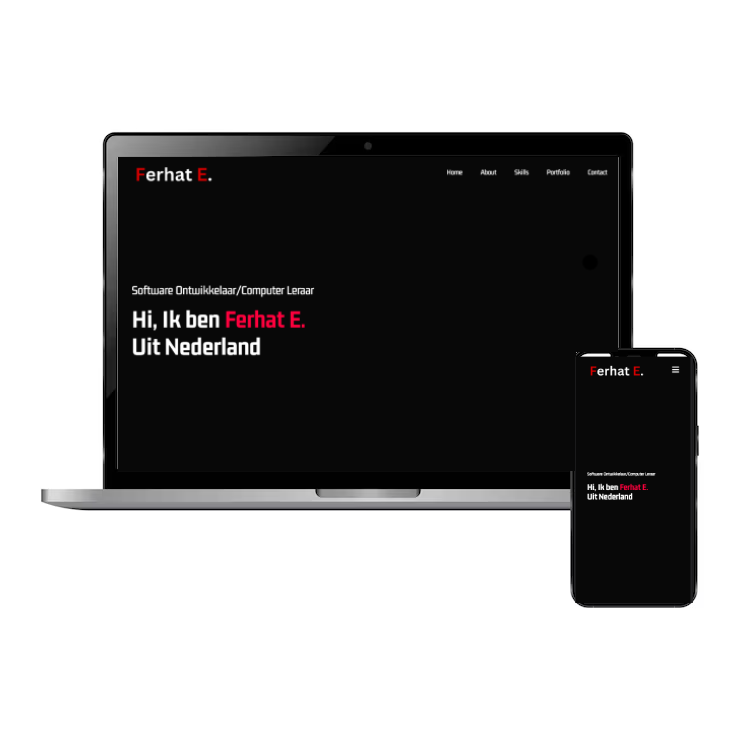 Ferhat E.
Home About Skills Portfolio Contact
Software Ontwikkelaar/Computer Leraar
Hi, Ik ben Ferhat E.
Uit Nederland
Ferhat E.
Software Ontwikkelaar/Computer Leraar
Hi, Ik ben Ferhat E.
Uit Nederland